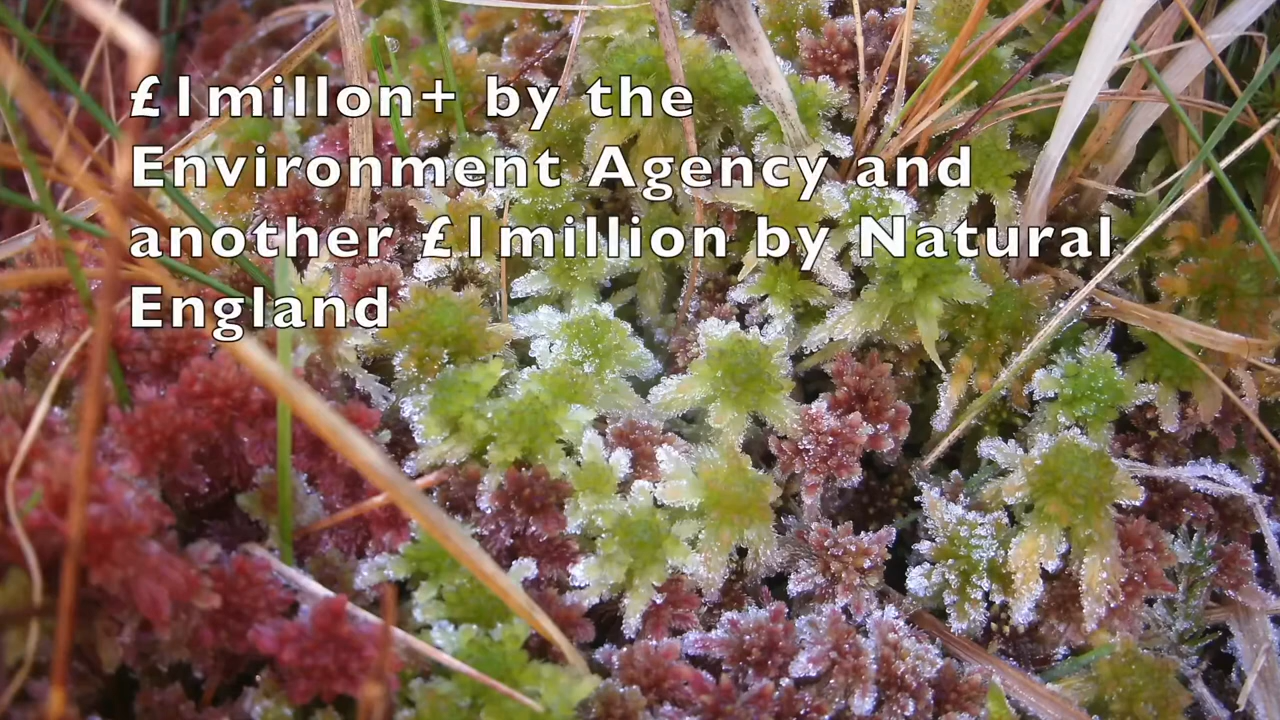 £1millon+ by the
Environment Agency and
another £1million by Natural
England